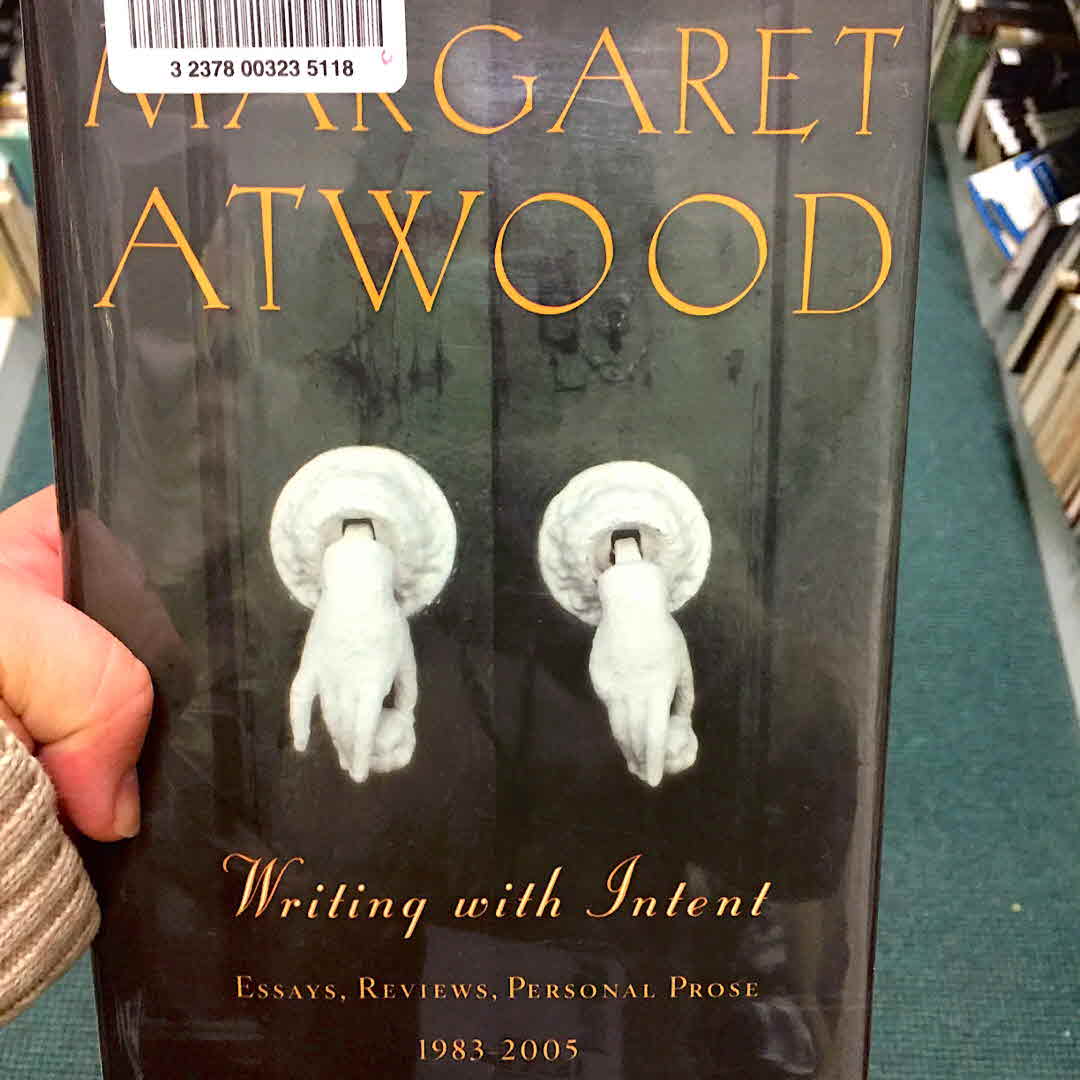 3 2378 00323 5118
MARGARET
ATWOOD
Writing with Intent
ESSAYS, REVIEWS, PERSONAL PROSE
1983-2005